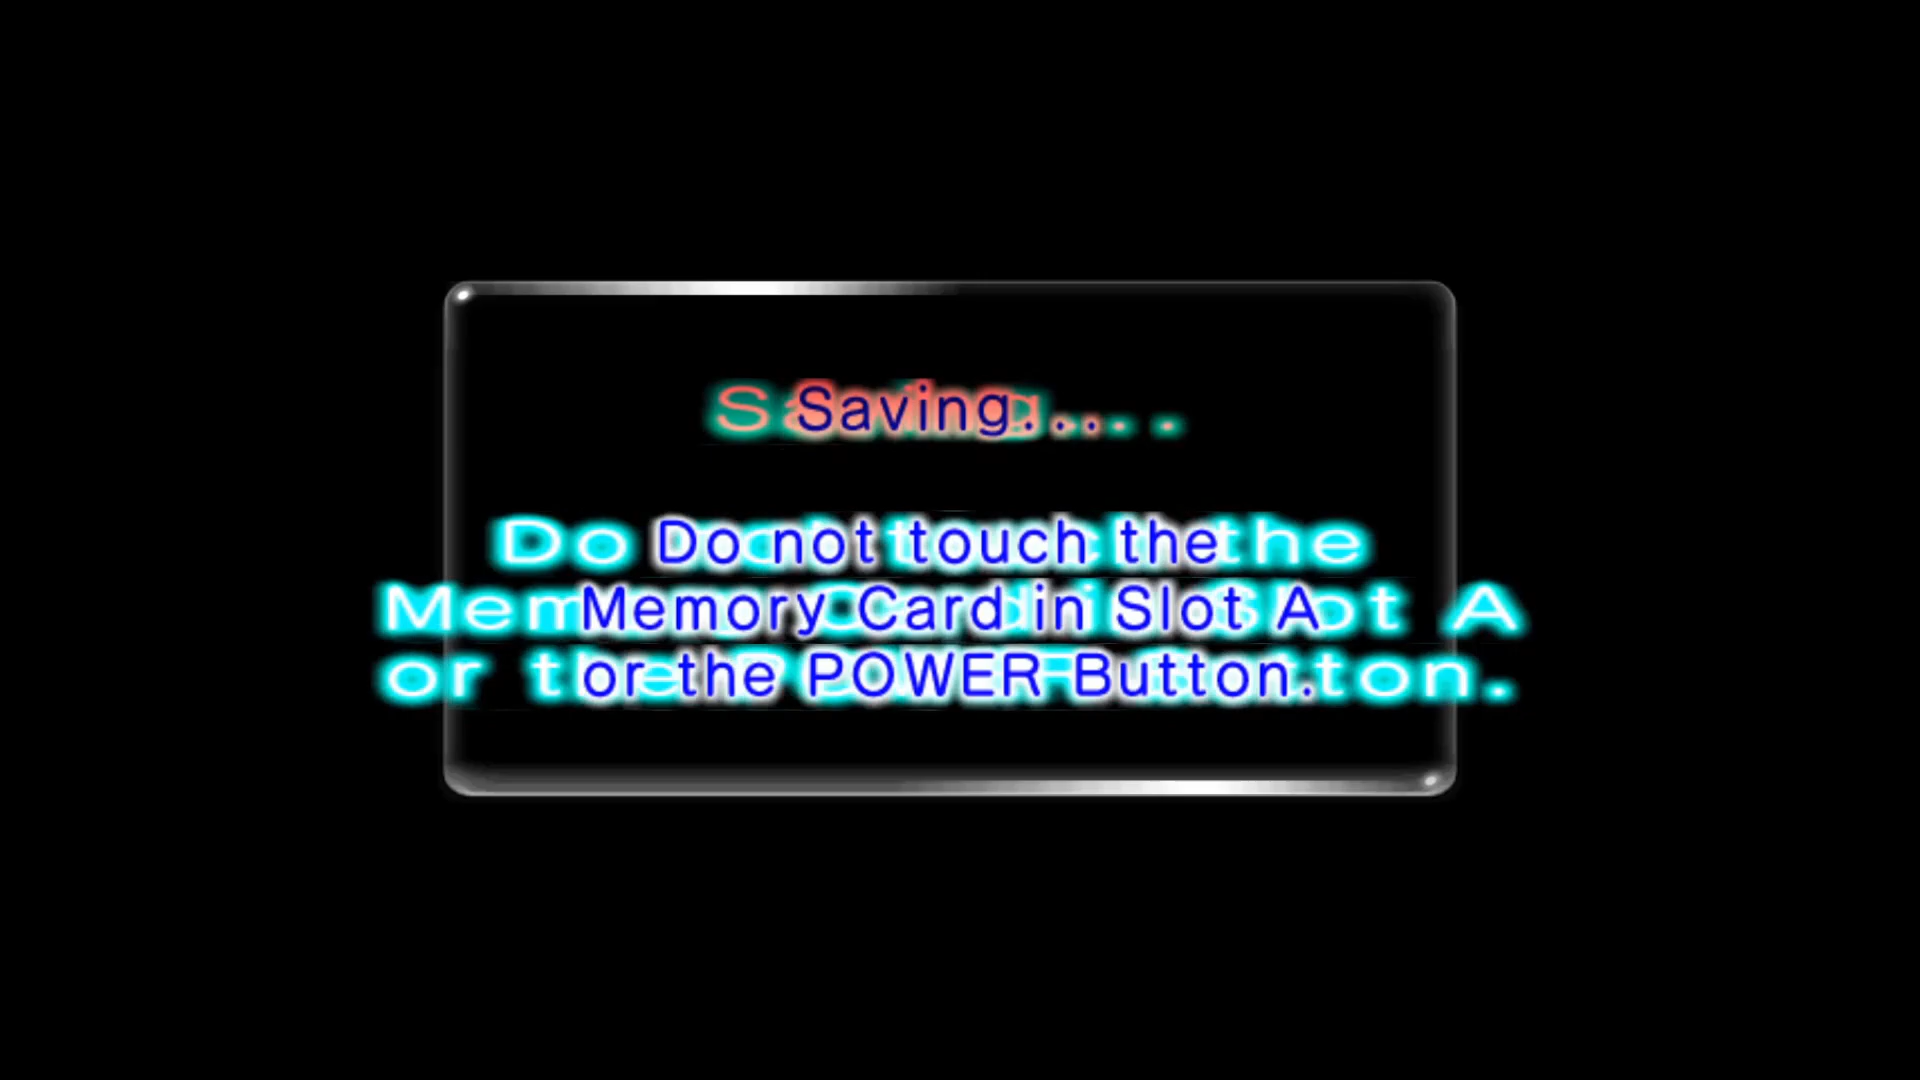 Saving....
Do not touch the
Memory Card in Slot A
or the POWER Button.